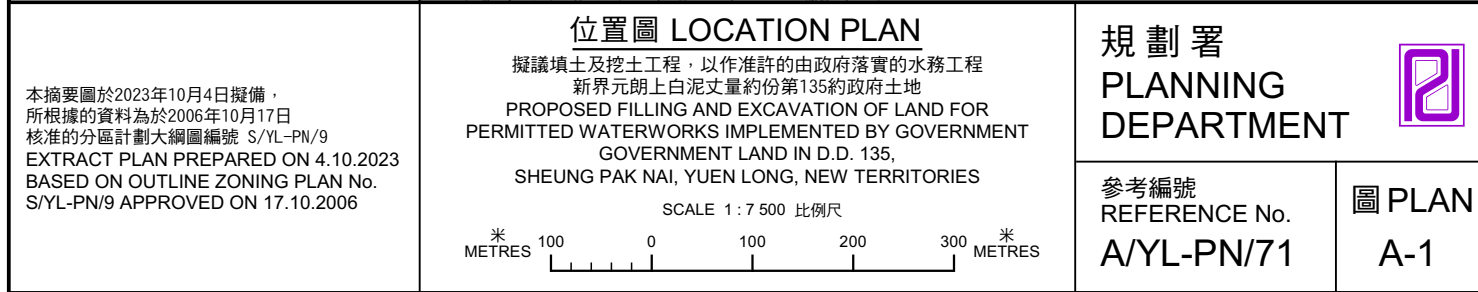 本摘要圖於2023年10月4日擬備，
所根據的資料為於2006年10月17日
核准的分區計劃大綱圖編號 S/YL-PN/9
EXTRACT PLAN PREPARED ON 4.10.2023
BASED ON OUTLINE ZONING PLAN No.
S/YL-PN/9 APPROVED ON 17.10.2006
位置圖 LOCATION PLAN
擬議填土及挖土工程，以作准許的由政府落實的水務工程
新界元朗上白泥丈量約份第135約政府土地
PROPOSED FILLING AND EXCAVATION OF LAND FOR
PERMITTED WATERWORKS IMPLEMENTED BY GOVERNMENT
GOVERNMENT LAND IN D.D. 135,
SHEUNG PAK NAI, YUEN LONG, NEW TERRITORIES
SCALE 1 : 7 500 比例尺
米 METRES 100 0 100 200 300 米 METRES
規劃署
PLANNING
DEPARTMENT
參考編號
REFERENCE No.
A/YL-PN/71
圖 PLAN
A-1